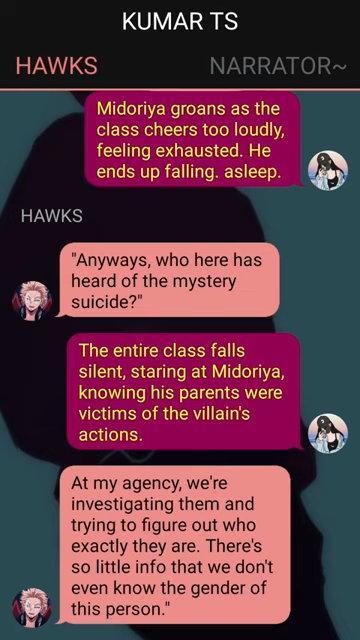 KUMAR TS
HAWKS
NARRATOR~
Midoriya groans as the
class cheers too loudly,
feeling exhausted. He
ends up falling. asleep.
HAWKS
"Anyways, who here has
heard of the mystery
suicide?"
The entire class falls
silent, staring at Midoriya,
knowing his parents were
victims of the villain's
actions.
At my agency, we're
investigating them and
trying to figure out who
exactly they are. There's
so little info that we don't
even know the gender of
this person."